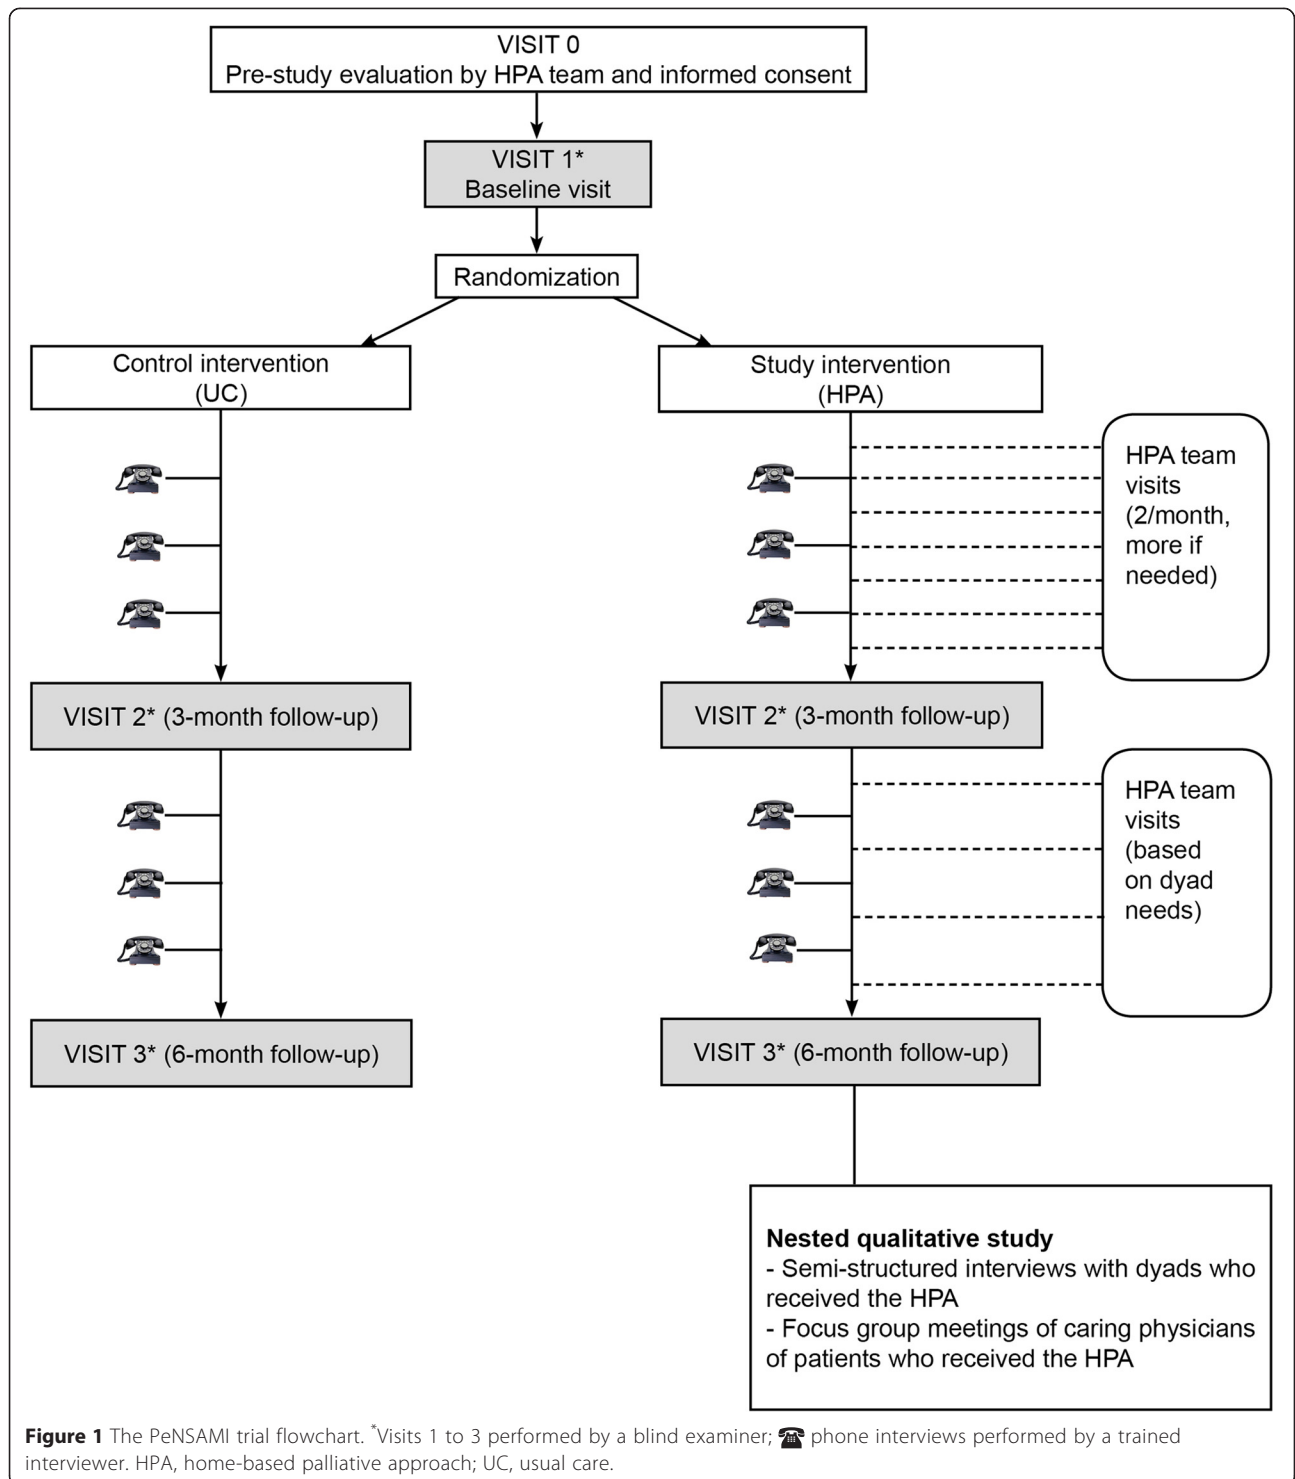 VISIT 0
Pre-study evaluation by HPA team and informed consent
VISIT 1*
Baseline visit
Randomization
Control intervention
(UC)
Study intervention
(HPA)
HPA team
visits
(2/month,
more if
needed)
VISIT 2* (3-month follow-up)
VISIT 2* (3-month follow-up)
HPA team
visits
(based
on dyad
needs)
VISIT 3* (6-month follow-up)
VISIT 3* (6-month follow-up)
Nested qualitative study
- Semi-structured interviews with dyads who
received the HPA
- Focus group meetings of caring physicians
of patients who received the HPA
Figure 1 The PeNSAMI trial flowchart. *Visits 1 to 3 performed by a blind examiner; ☎ phone interviews performed by a trained
interviewer. HPA, home-based palliative approach; UC, usual care.